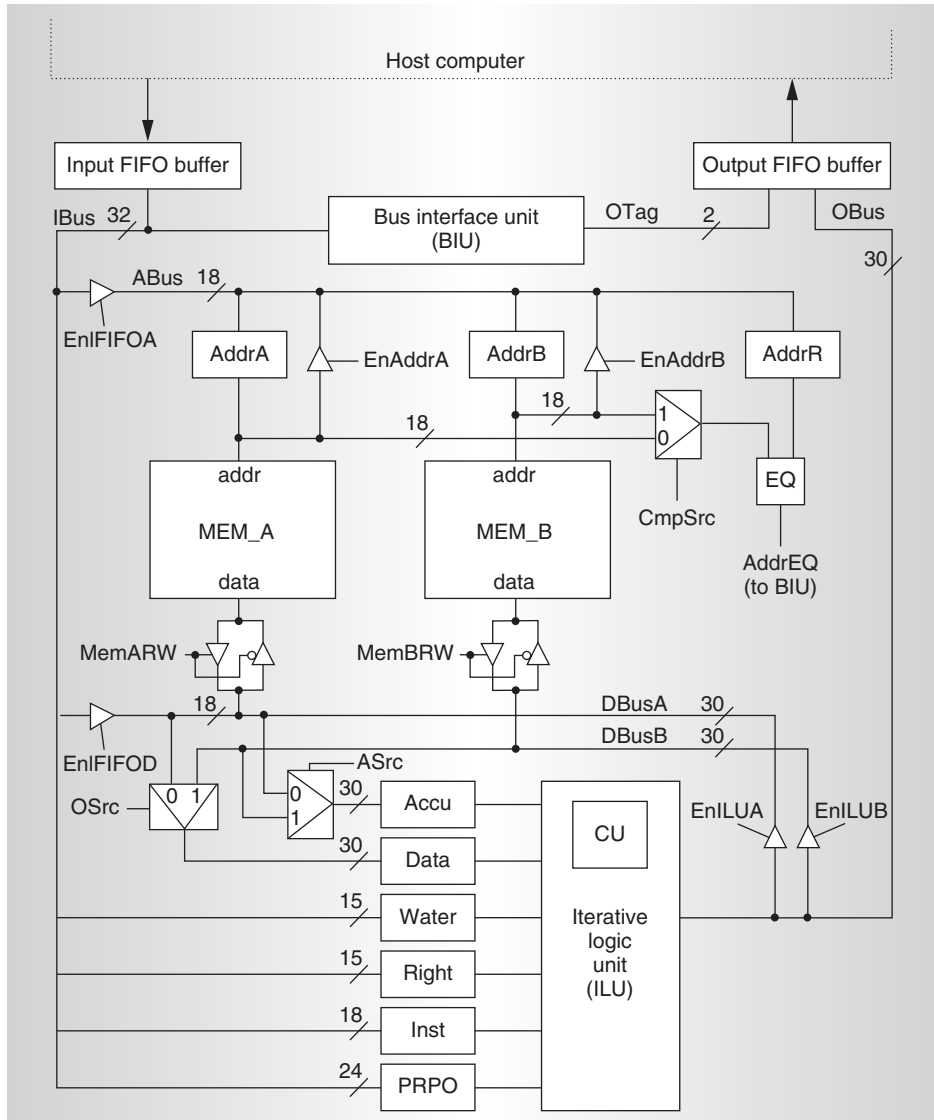 Host computer
Input FIFO buffer
Output FIFO buffer
IBus 32
Bus interface unit
(BIU)
OTag
2
OBus
30
ABus 18
EnIFIFOA
AddrA
EnAddrA
AddrB
EnAddrB
AddrR
18
18
1
0
addr
MEM_A
data
addr
MEM_B
data
CmpSrc
EQ
AddrEQ
(to BIU)
MemARW
MemBRW
18
DBusA 30
DBusB 30
EnIFIFOD
OSrc
0 1
ASrc
0
1
30
Accu
30
Data
15
Water
15
Right
18
Inst
24
PRPO
CU
Iterative
logic
unit
(ILU)
EnILUA
EnILUB